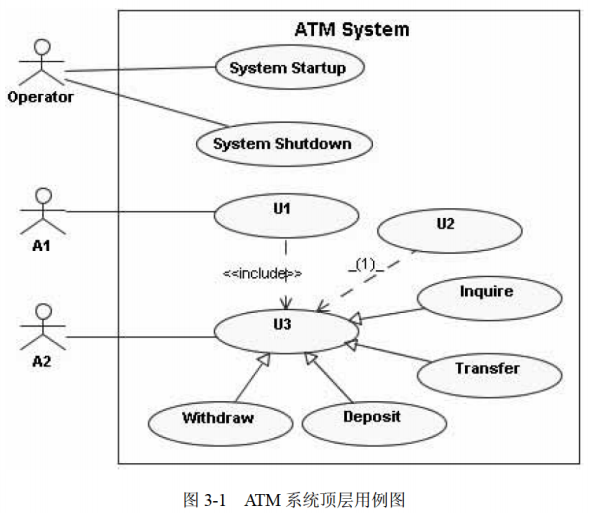 ATM System
System Startup
Operator
System Shutdown
U1
A1
U2
<<include>>
_(1)_
Inquire
U3
A2
Transfer
Withdraw
Deposit
图 3-1 ATM 系统顶层用例图